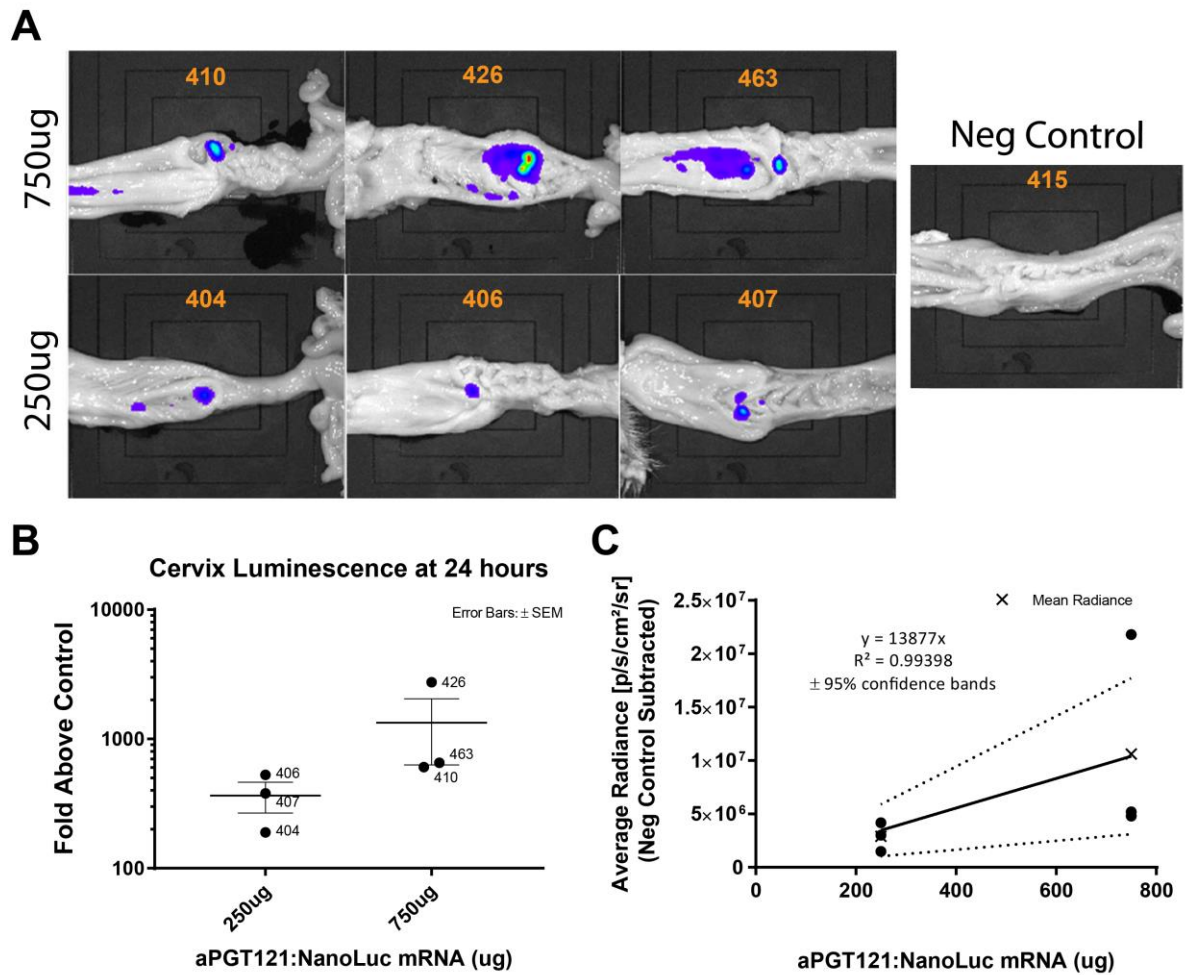 A
410
426
463
750ug
Neg Control
415
404
406
407
250ug
B
Cervix Luminescence at 24 hours
Error Bars: ± SEM
Fold Above Control
10000
1000
100
426
463
410
406
407
404
250ug
750ug
aPGT121:NanoLuc mRNA (ug)
C
Average Radiance [p/s/cm²/sr]
(Neg Control Subtracted)
× Mean Radiance
y = 13877x
R² = 0.99398
± 95% confidence bands
2.5×10⁷
2×10⁷
1.5×10⁷
1×10⁷
5×10⁶
0
0 200 400 600 800
aPGT121:NanoLuc mRNA (ug)